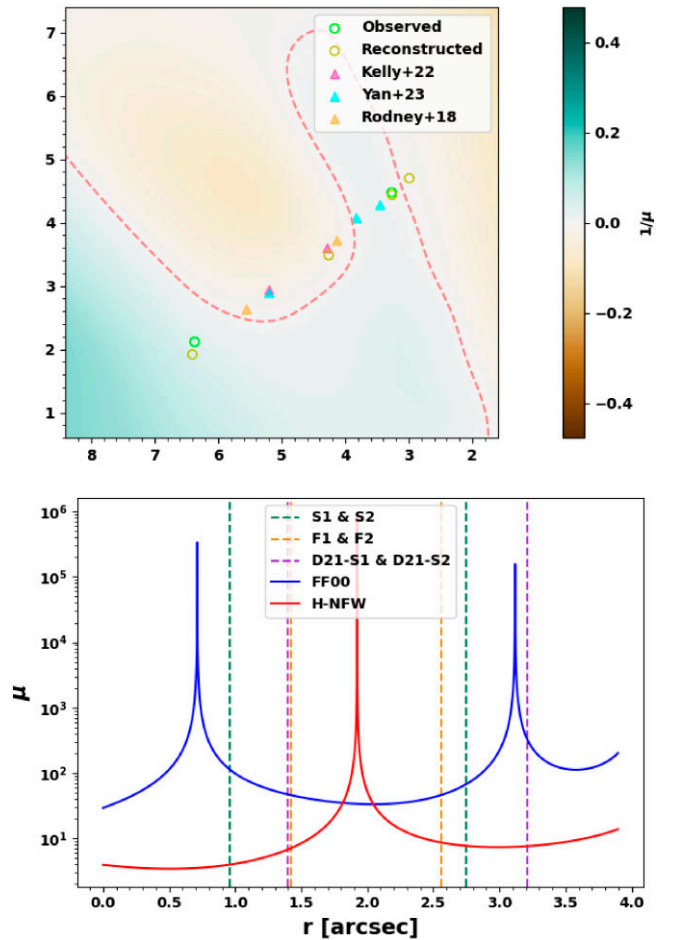 7
6
5
4
3
2
1
8 7 6 5 4 3 2
Observed
Reconstructed
Kelly+22
Yan+23
Rodney+18
0.4
0.2
0.0
−0.2
−0.4
1/μ
10⁶
10⁵
10⁴
10³
10²
10¹
μ
S1 & S2
F1 & F2
D21-S1 & D21-S2
FF00
H-NFW
0.0 0.5 1.0 1.5 2.0 2.5 3.0 3.5 4.0
r [arcsec]